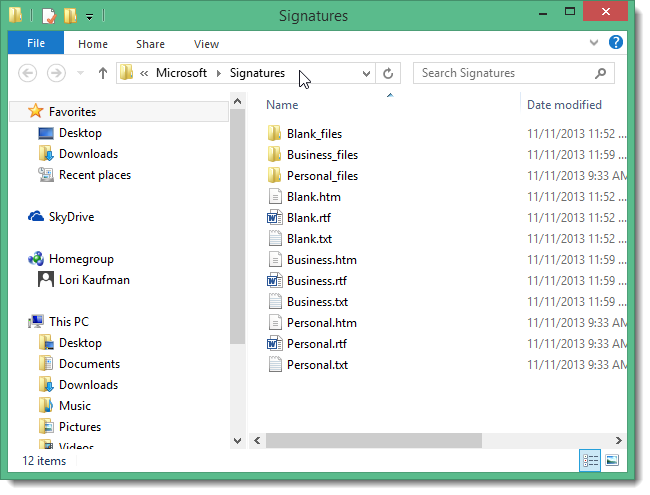 Signatures
File Home Share View
« Microsoft Signatures Search Signatures
Name Date modified
Favorites
Desktop
Downloads
Recent places
SkyDrive
Homegroup
Lori Kaufman
This PC
Desktop
Documents
Downloads
Music
Pictures
Videos
Blank_files 11/11/2013 11:52 ...
Business_files 11/11/2013 11:59 ...
Personal_files 11/11/2013 9:33 AM
Blank.htm 11/11/2013 11:52 ...
Blank.rtf 11/11/2013 11:52 ...
Blank.txt 11/11/2013 11:52 ...
Business.htm 11/11/2013 11:59 ...
Business.rtf 11/11/2013 11:59 ...
Business.txt 11/11/2013 11:59 ...
Personal.htm 11/11/2013 9:33 AM
Personal.rtf 11/11/2013 9:33 AM
Personal.txt 11/11/2013 9:33 AM
12 items